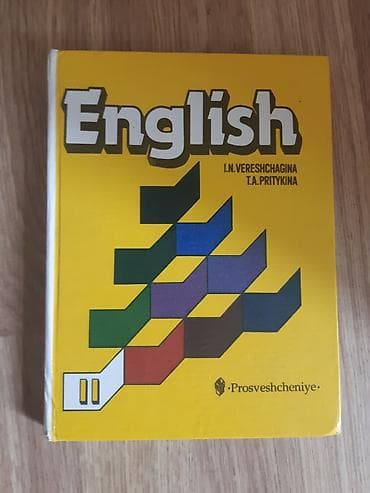 English
I.N.VERESHCHAGINA
T.A.PRITYKINA
II
·Prosveshcheniye·